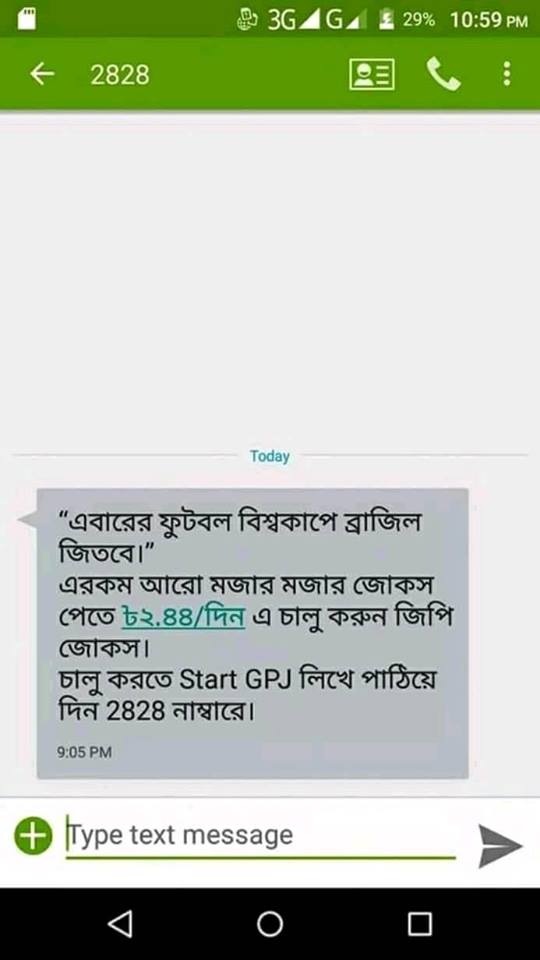 3G G 29% 10:59 PM
2828
Today
“এবারের ফুটবল বিশ্বকাপে ব্রাজিল
জিতবে।”
এরকম আরো মজার মজার জোকস
পেতে ৳২.৪৪/দিন এ চালু করুন জিপি
জোকস।
চালু করতে Start GPJ লিখে পাঠিয়ে
দিন 2828 নাম্বারে।
9:05 PM
Type text message